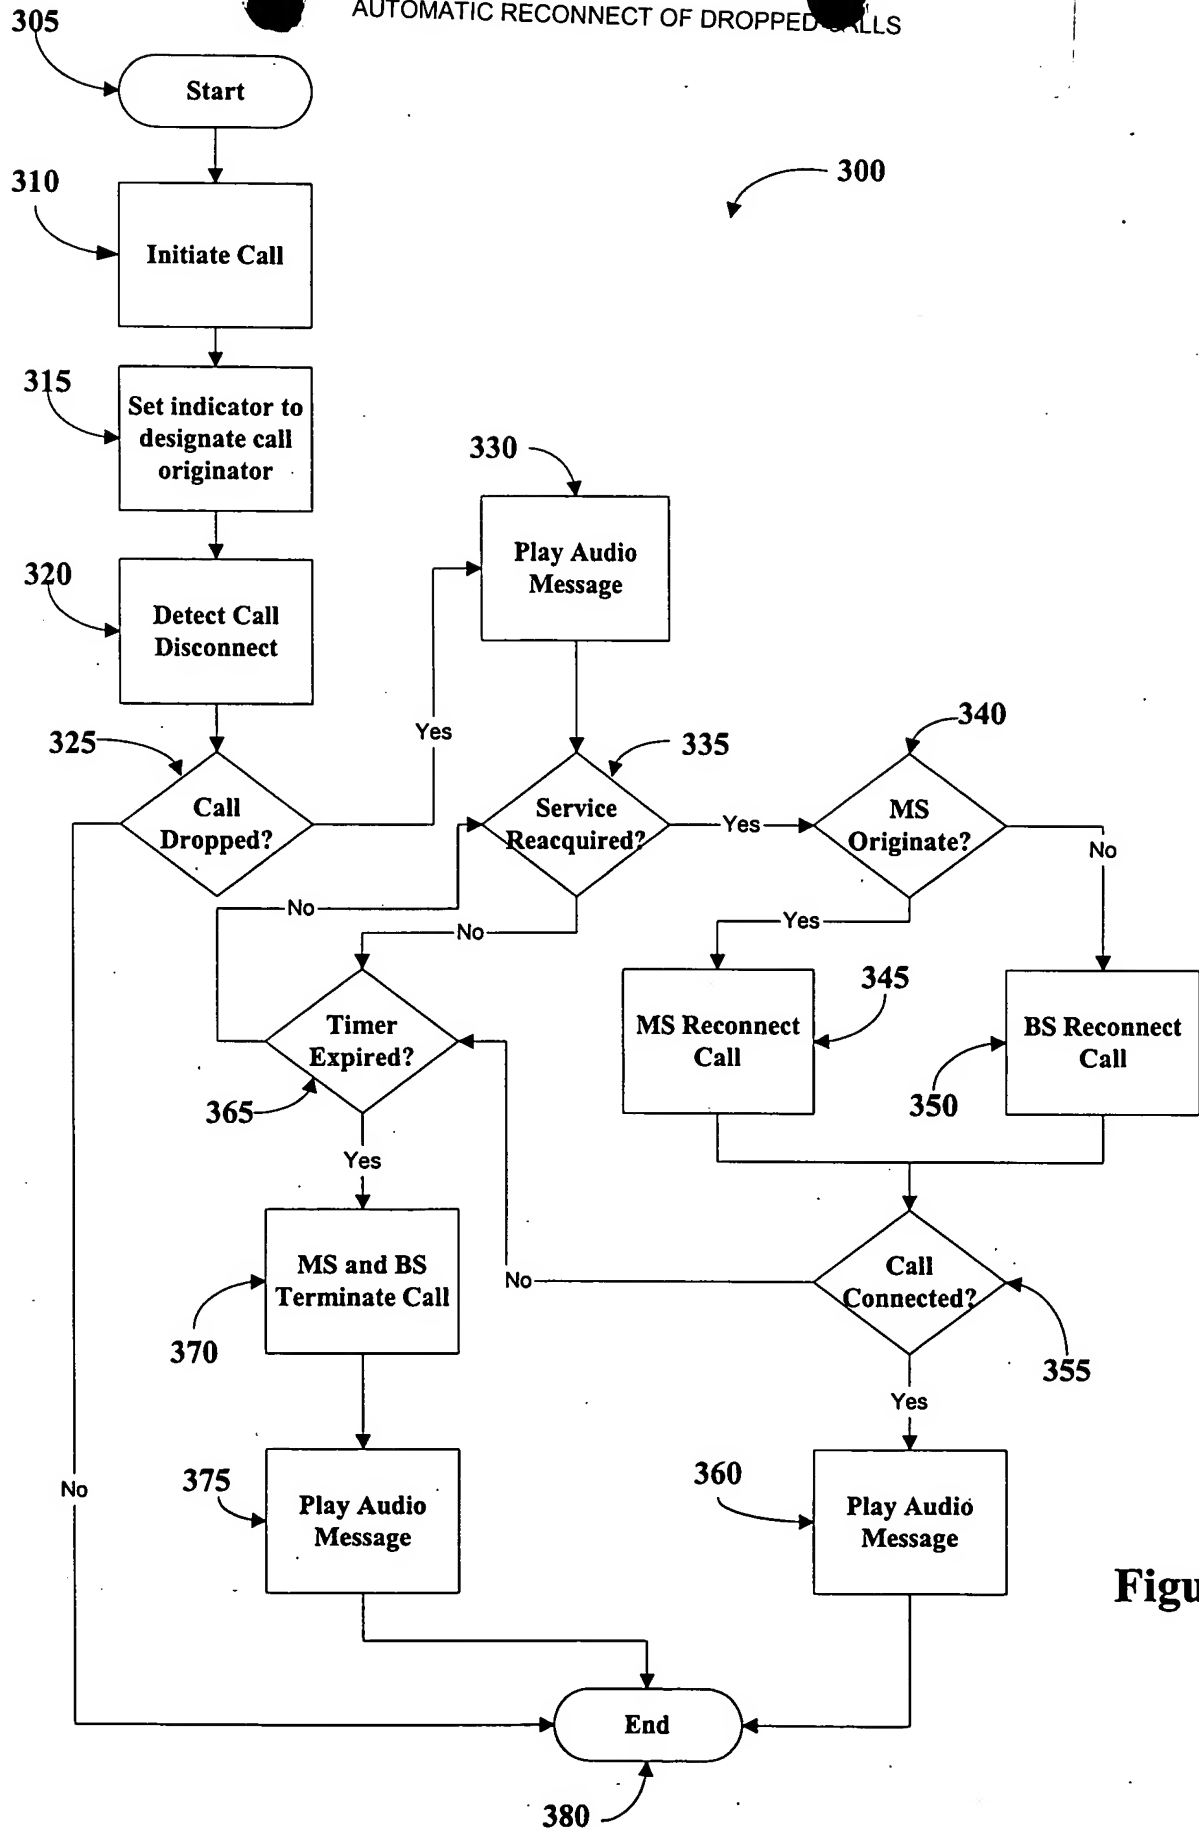 AUTOMATIC RECONNECT OF DROPPED CALLS
305
Start
310
300
Initiate Call
315
Set indicator to
designate call
originator
330
Play Audio
Message
320
Detect Call
Disconnect
Yes
340
325
335
Call
Dropped?
Service
Reacquired?
Yes
MS
Originate?
No
No
No
Yes
345
Timer
Expired?
MS Reconnect
Call
BS Reconnect
Call
365
350
Yes
MS and BS
Terminate Call
No
Call
Connected?
370
355
Yes
No
375
360
Play Audio
Message
Play Audio
Message
End
380